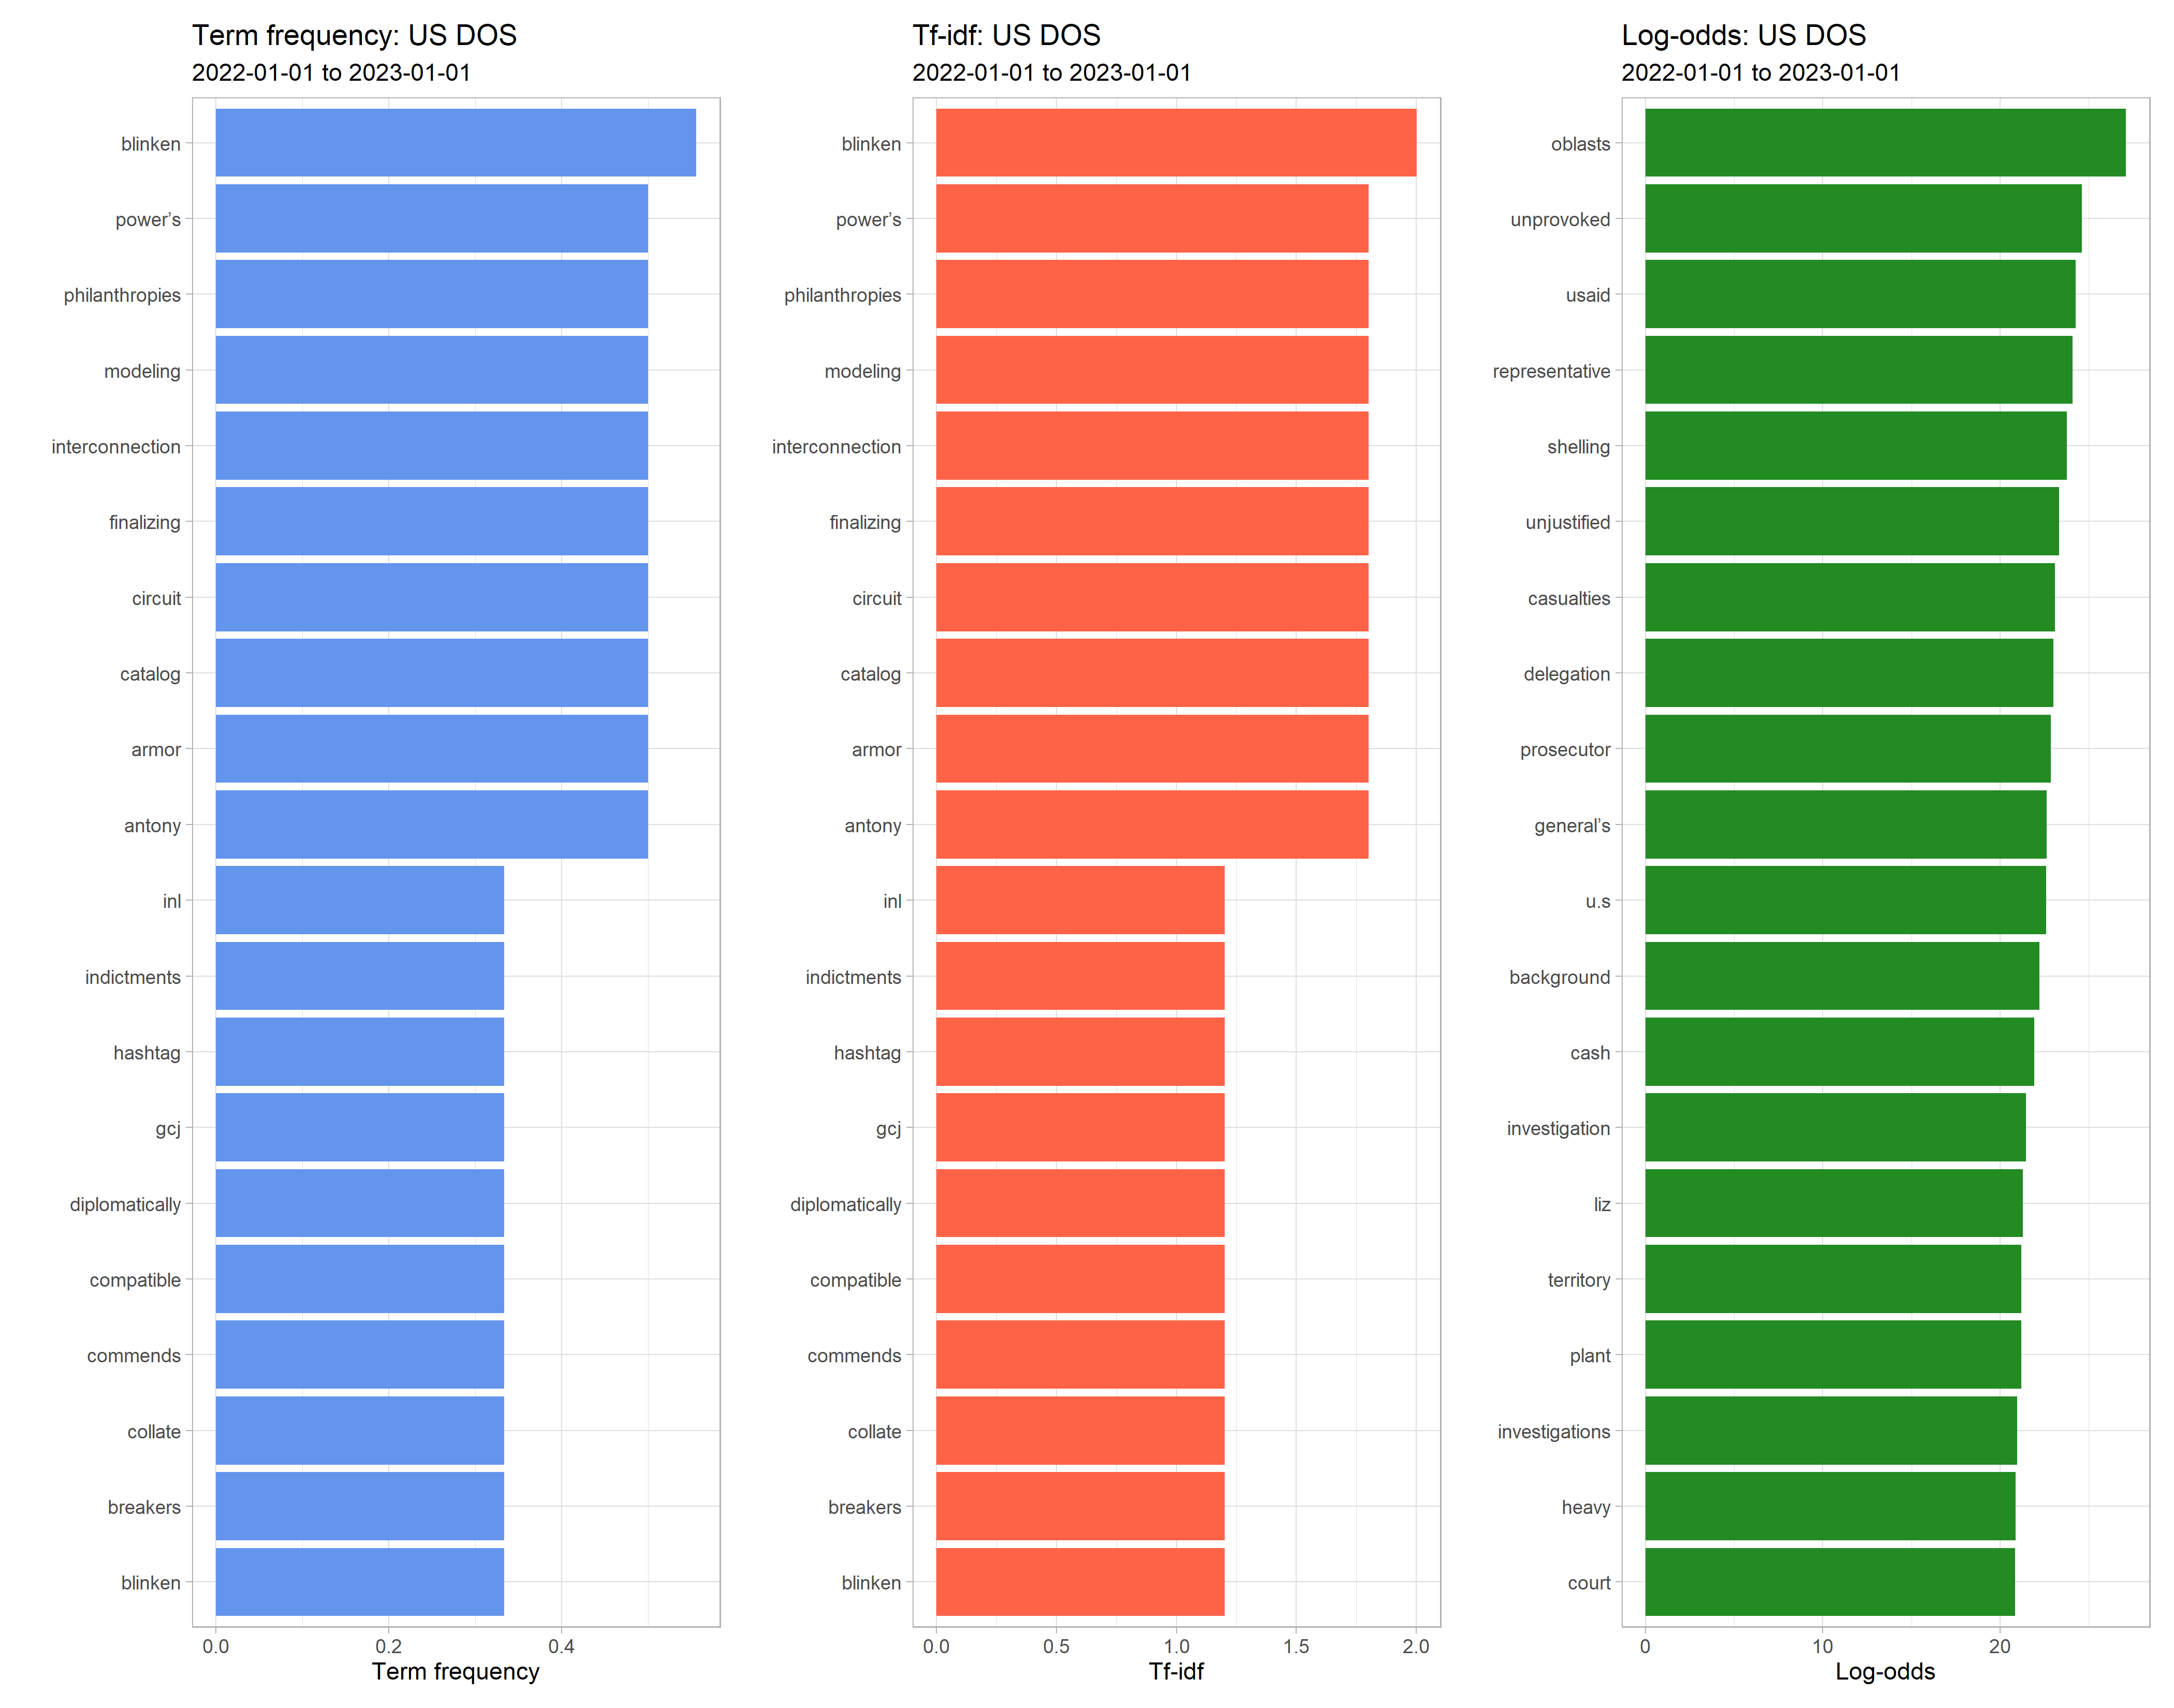 Term frequency: US DOS
2022-01-01 to 2023-01-01
blinken
power’s
philanthropies
modeling
interconnection
finalizing
circuit
catalog
armor
antony
inl
indictments
hashtag
gcj
diplomatically
compatible
commends
collate
breakers
blinken
0.0 0.2 0.4
Term frequency
Tf-idf: US DOS
2022-01-01 to 2023-01-01
blinken
power’s
philanthropies
modeling
interconnection
finalizing
circuit
catalog
armor
antony
inl
indictments
hashtag
gcj
diplomatically
compatible
commends
collate
breakers
blinken
0.0 0.5 1.0 1.5 2.0
Tf-idf
Log-odds: US DOS
2022-01-01 to 2023-01-01
oblasts
unprovoked
usaid
representative
shelling
unjustified
casualties
delegation
prosecutor
general’s
u.s
background
cash
investigation
liz
territory
plant
investigations
heavy
court
0 10 20
Log-odds